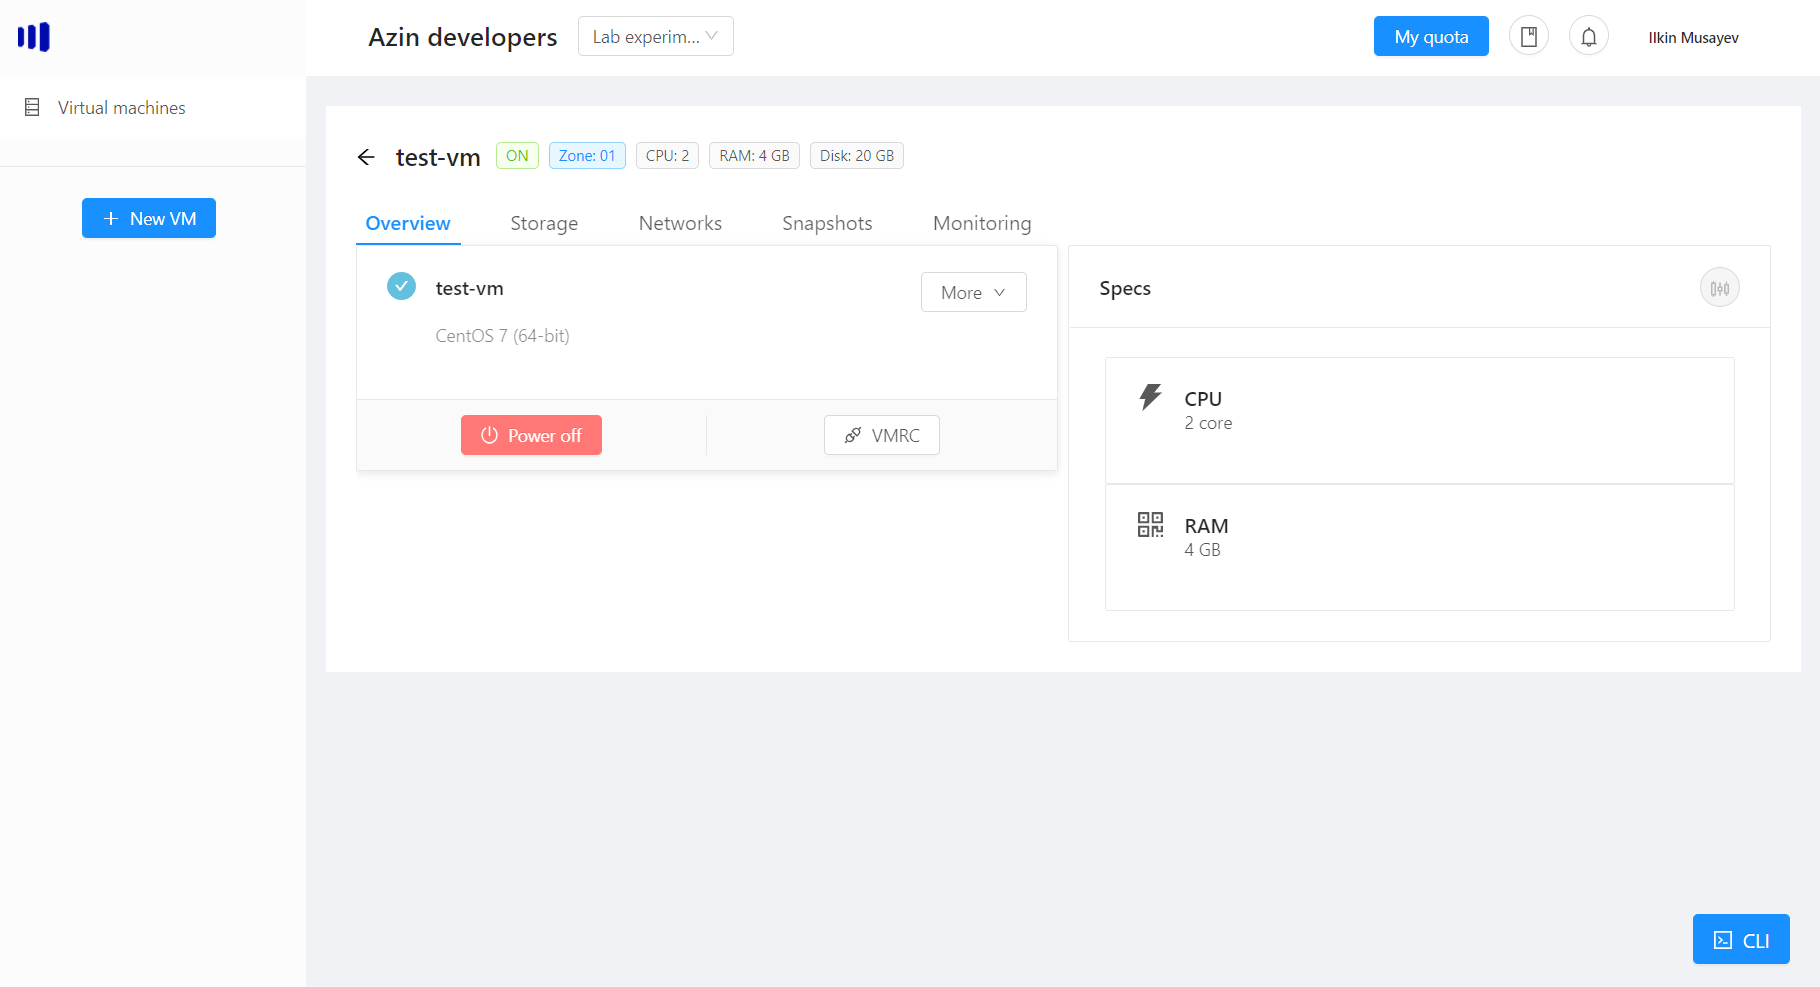 Azin developers
Lab experim...
My quota
Ilkin Musayev
Virtual machines
New VM
test-vm
ON
Zone: 01
CPU: 2
RAM: 4 GB
Disk: 20 GB
Overview
Storage
Networks
Snapshots
Monitoring
test-vm
More
CentOS 7 (64-bit)
Power off
VMRC
Specs
CPU
2 core
RAM
4 GB
CLI